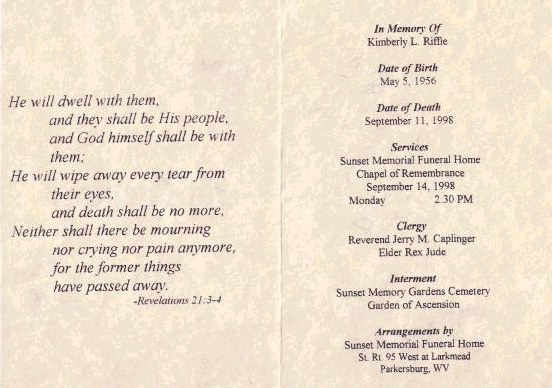 He will dwell with them,
and they shall be His people,
and God himself shall be with
them;
He will wipe away every tear from
their eyes,
and death shall be no more,
Neither shall there be mourning
nor crying nor pain anymore,
for the former things
have passed away.
-Revelations 21:3-4
In Memory Of
Kimberly L. Riffle
Date of Birth
May 5, 1956
Date of Death
September 11, 1998
Services
Sunset Memorial Funeral Home
Chapel of Remembrance
September 14, 1998
Monday 2:30 PM
Clergy
Reverend Jerry M. Caplinger
Elder Rex Jude
Interment
Sunset Memory Gardens Cemetery
Garden of Ascension
Arrangements by
Sunset Memorial Funeral Home
St. Rt. 95 West at Larkmead
Parkersburg, WV